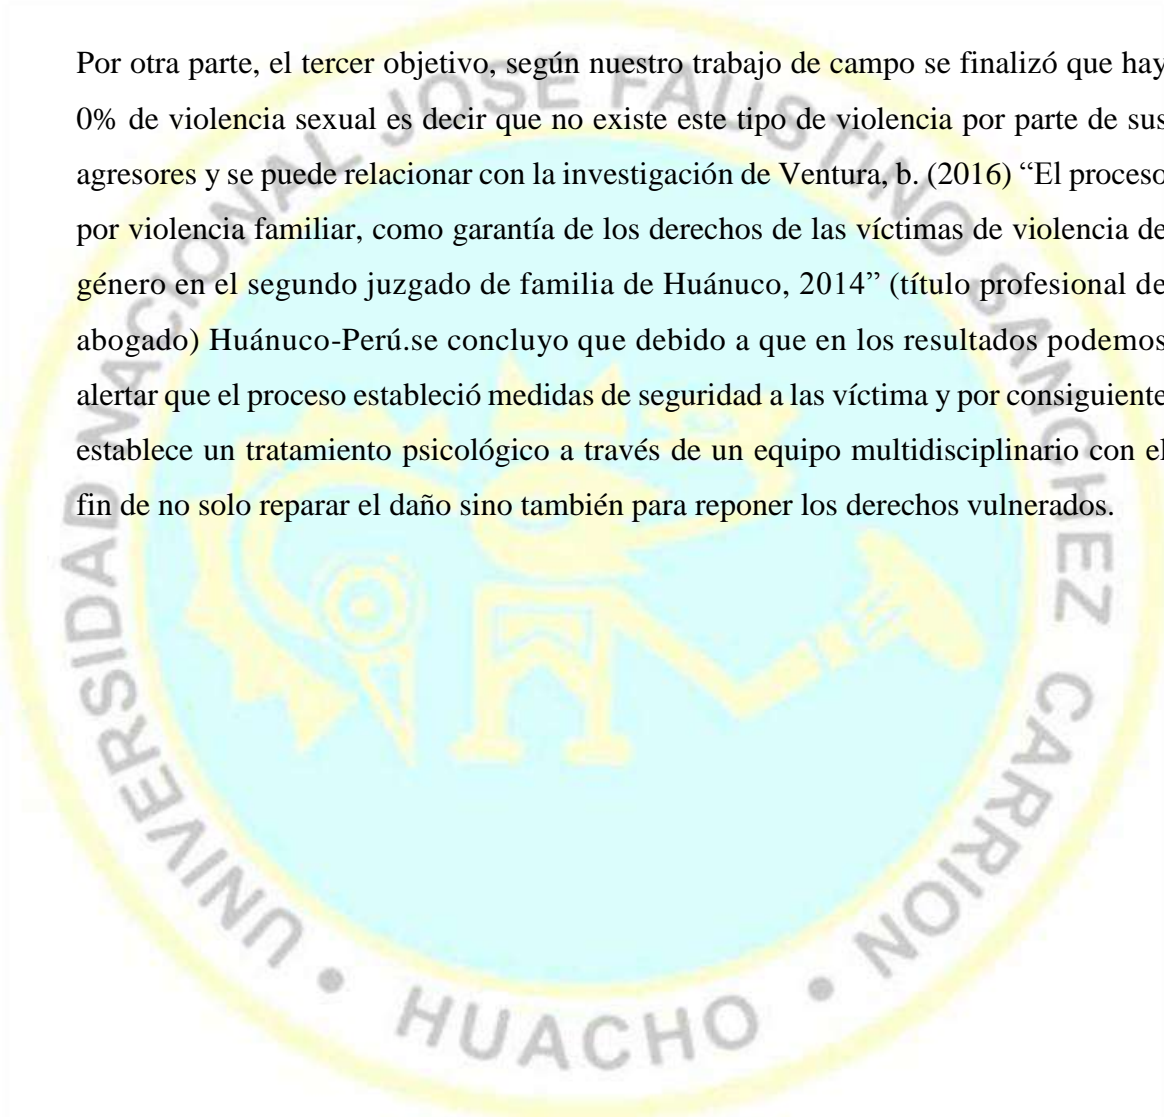 Por otra parte, el tercer objetivo, según nuestro trabajo de campo se finalizó que hay
0% de violencia sexual es decir que no existe este tipo de violencia por parte de sus
agresores y se puede relacionar con la investigación de Ventura, b. (2016) “El proceso
por violencia familiar, como garantía de los derechos de las víctimas de violencia de
género en el segundo juzgado de familia de Huánuco, 2014” (título profesional de
abogado) Huánuco-Perú.se concluyo que debido a que en los resultados podemos
alertar que el proceso estableció medidas de seguridad a las víctima y por consiguiente
establece un tratamiento psicológico a través de un equipo multidisciplinario con el
fin de no solo reparar el daño sino también para reponer los derechos vulnerados.
UNIVERSIDAD NACIONAL JOSE FAUSTINO SANCHEZ CARRION
• HUACHO •